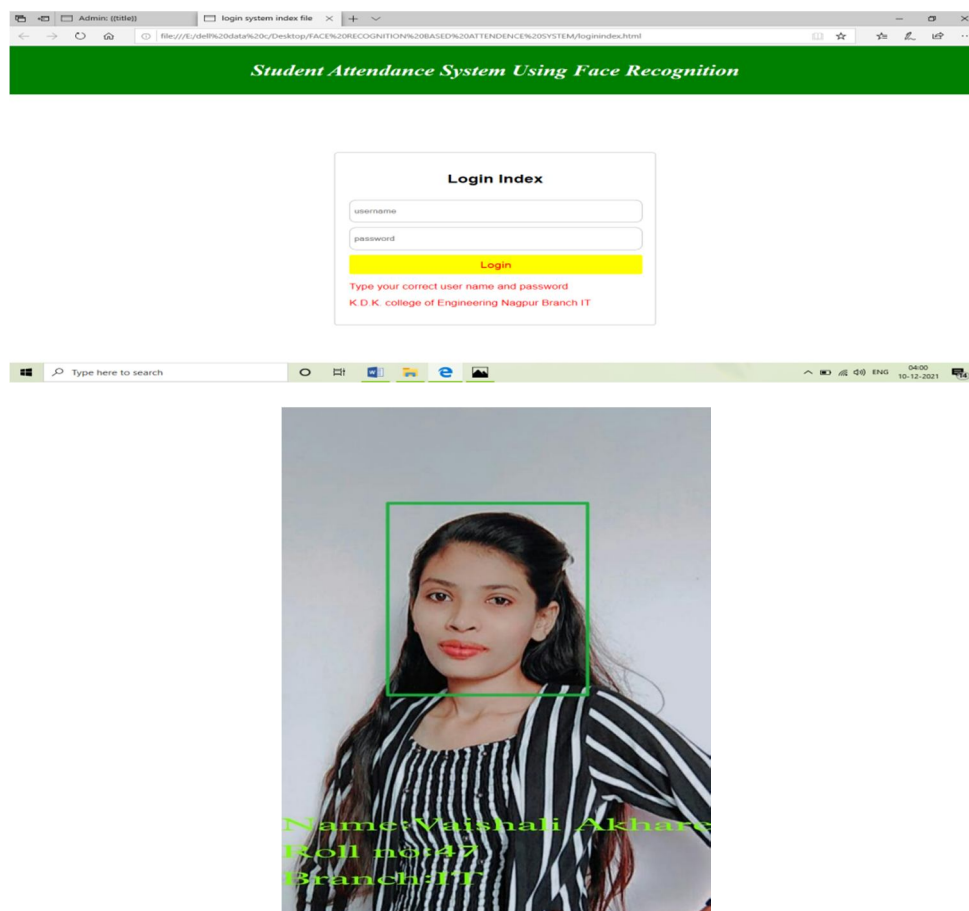 Admin: {{title}}
login system index file
file:///E:/dell%20data%20c/Desktop/FACE%20RECOGNITION%20BASED%20ATTENDENCE%20SYSTEM/loginindex.html
Student Attendance System Using Face Recognition
Login Index
username
password
Login
Type your correct user name and password
K.D.K. college of Engineering Nagpur Branch IT
Type here to search
ENG
04:00
10-12-2021
14
Name:Vaishali Akhare
Roll no:47
Branch:IT